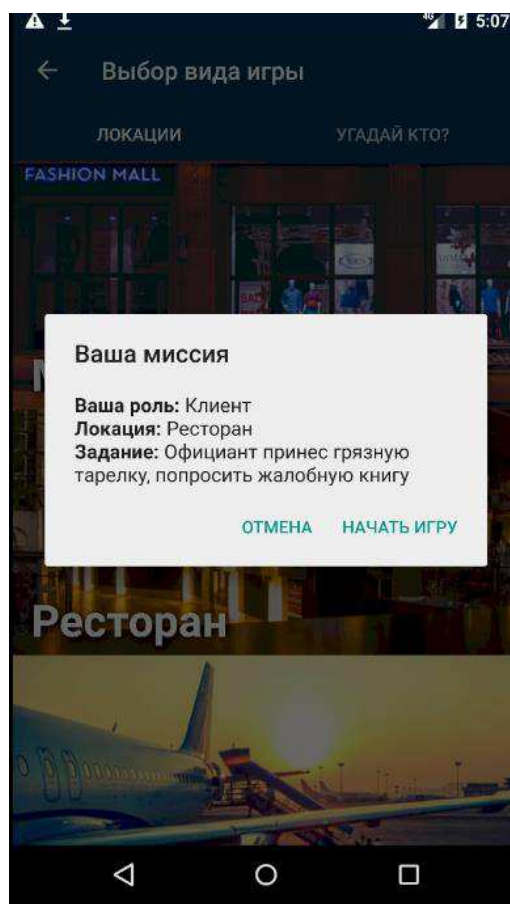 4G 5:07
Выбор вида игры
ЛОКАЦИИ
УГАДАЙ КТО?
FASHION MALL
Ваша миссия
Ваша роль: Клиент
Локация: Ресторан
Задание: Официант принес грязную
тарелку, попросить жалобную книгу
ОТМЕНА НАЧАТЬ ИГРУ
Ресторан